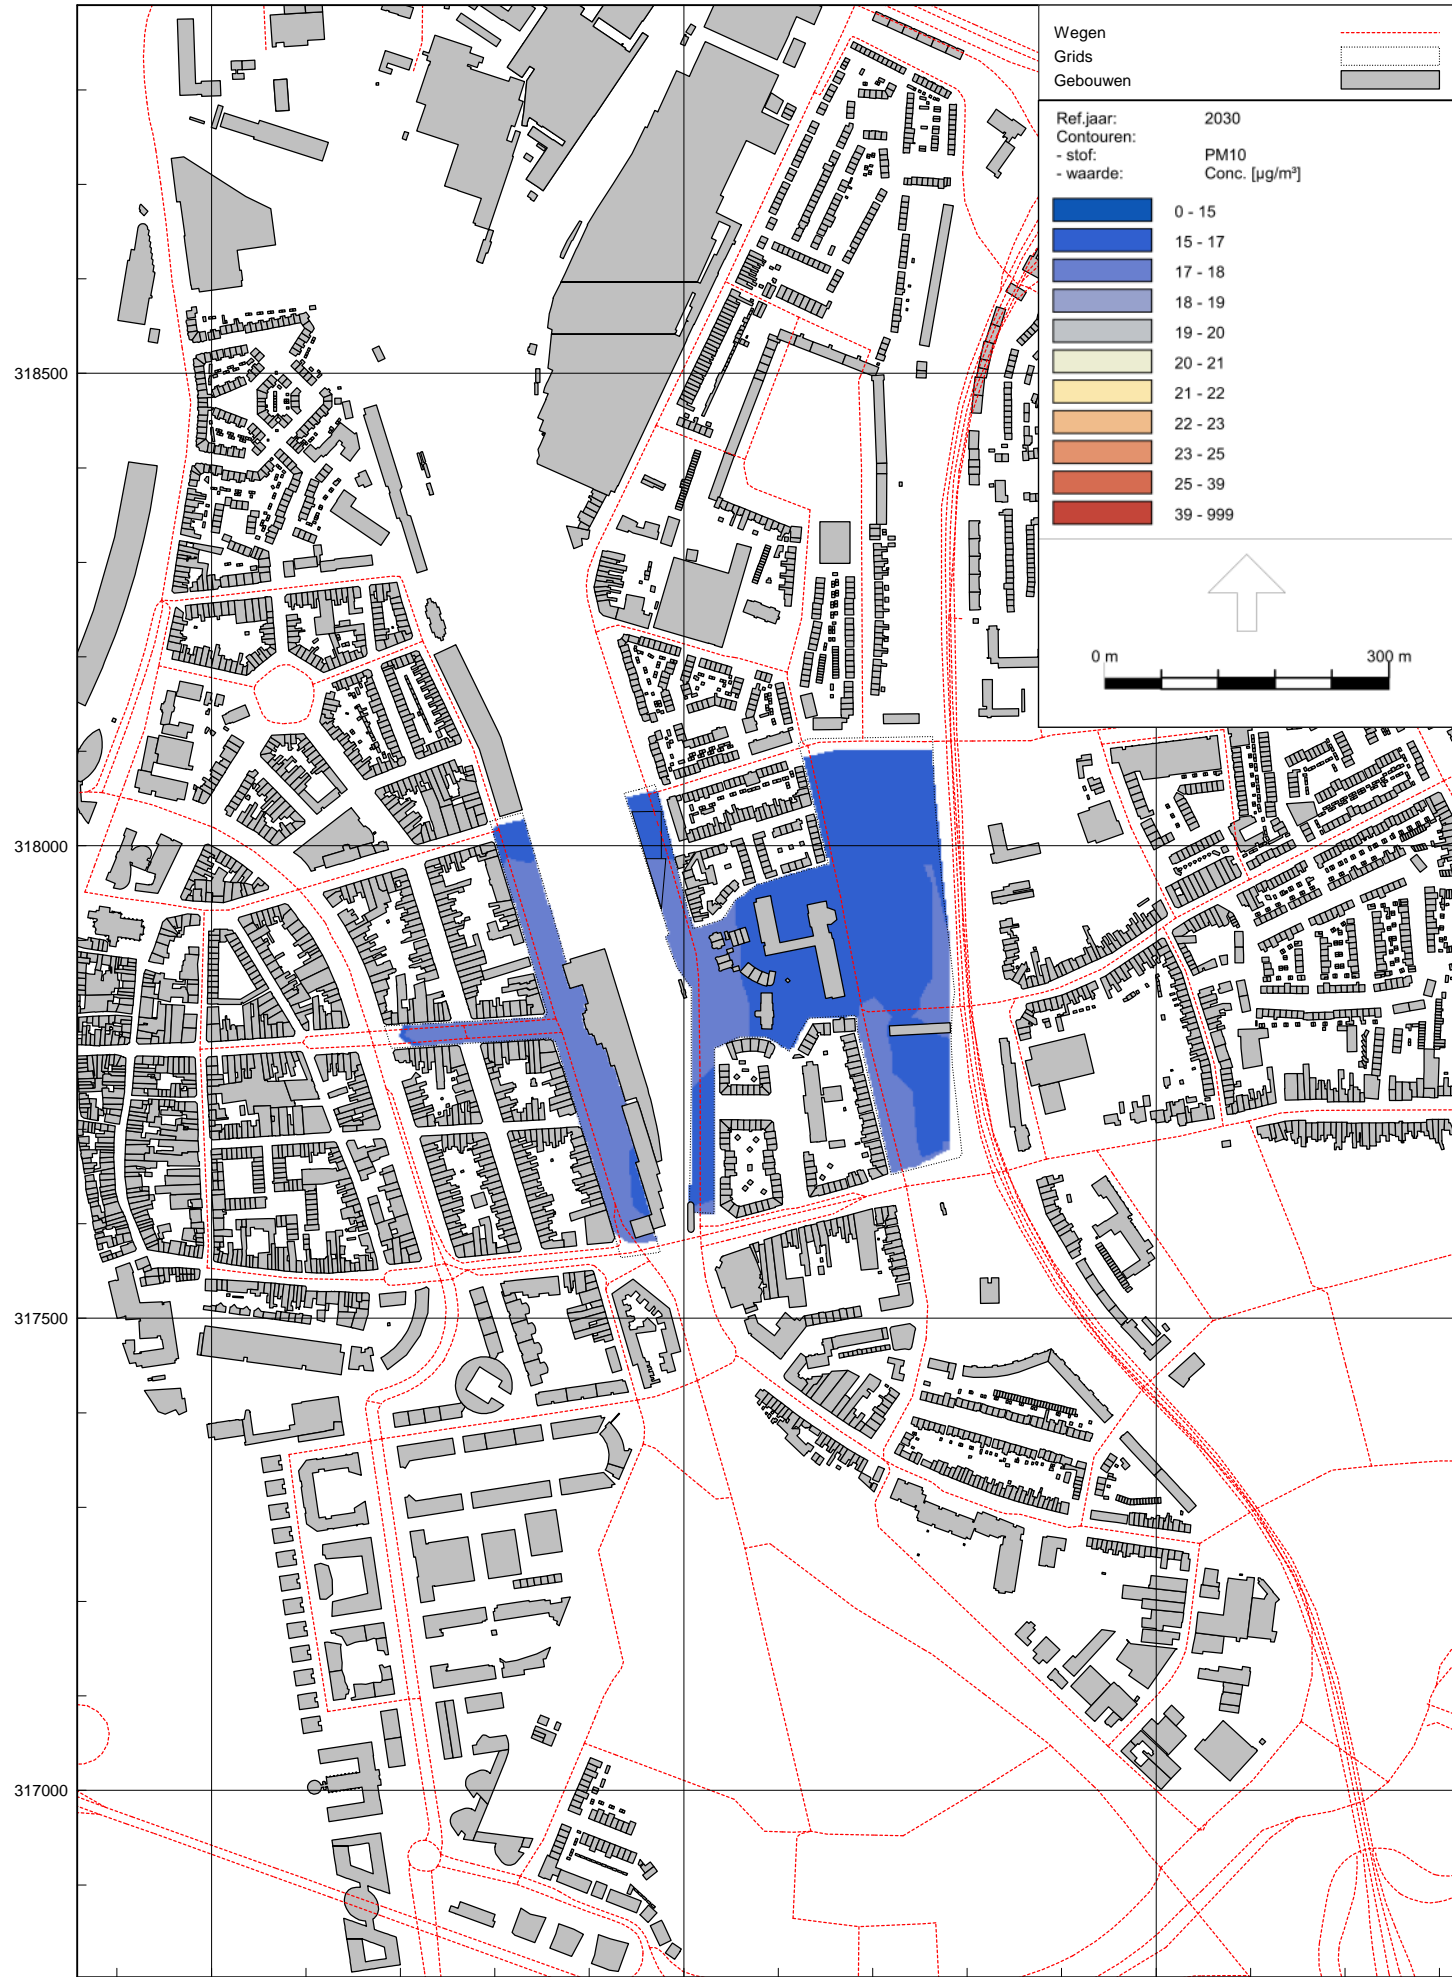 Wegen
Grids
Gebouwen
Ref.jaar: 2030
Contouren:
- stof: PM10
- waarde: Conc. [µg/m³]
0 - 15
15 - 17
17 - 18
18 - 19
19 - 20
20 - 21
21 - 22
22 - 23
23 - 25
25 - 39
39 - 999
0 m 300 m
318500
318000
317500
317000